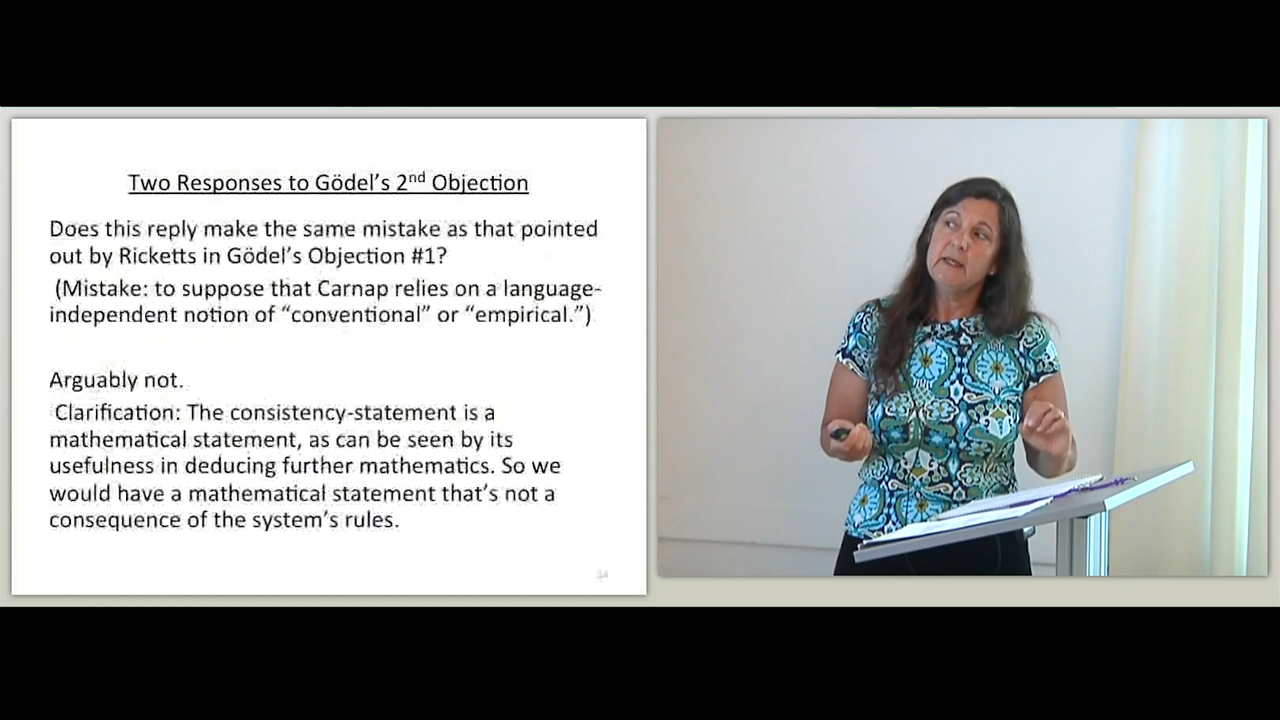 Two Responses to Gödel's 2nd Objection
Does this reply make the same mistake as that pointed
out by Ricketts in Gödel's Objection #1?
(Mistake: to suppose that Carnap relies on a language-
independent notion of “conventional” or “empirical.”)
Arguably not.
Clarification: The consistency-statement is a
mathematical statement, as can be seen by its
usefulness in deducing further mathematics. So we
would have a mathematical statement that's not a
consequence of the system's rules.